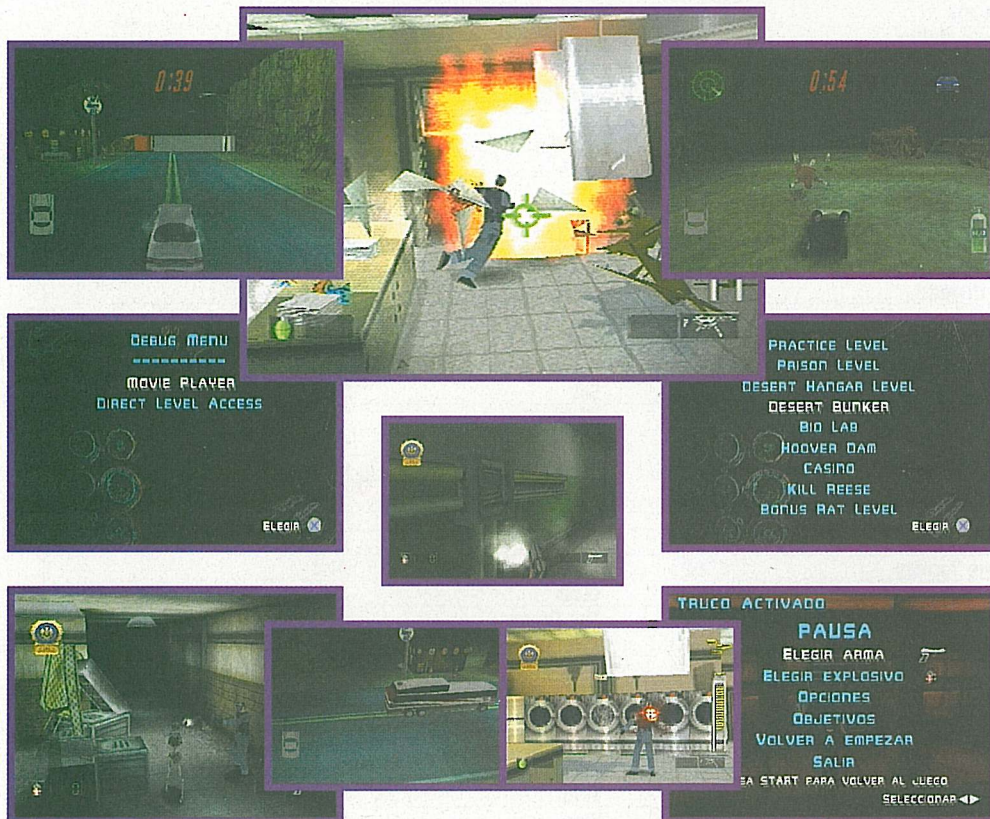 0:39
0:54
DEBUG MENU
MOVIE PLAYER
DIRECT LEVEL ACCESS
ELEGIR
PRACTICE LEVEL
PRISON LEVEL
DESERT HANGAR LEVEL
DESERT BUNKER
BIO LAB
HOOVER DAM
CASINO
KILL REESE
BONUS RAT LEVEL
ELEGIR
TRUCO ACTIVADO
PAUSA
ELEGIR ARMA
ELEGIR EXPLOSIVO
OPCIONES
OBJETIVOS
VOLVER A EMPEZAR
SALIR
START PARA VOLVER AL JUEGO
SELECCIONAR